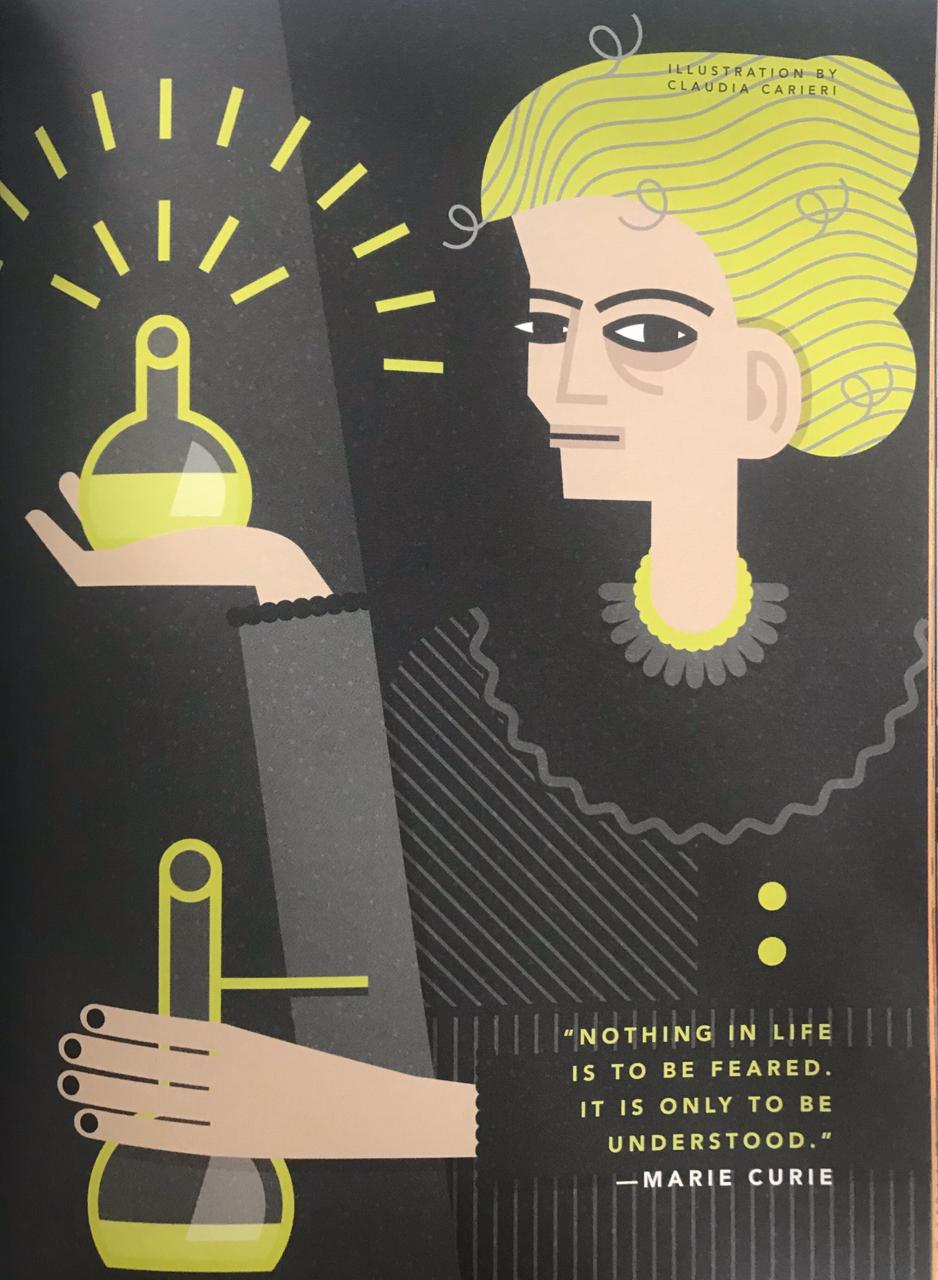 ILLUSTRATION BY
CLAUDIA CARIERI
“NOTHING IN LIFE
IS TO BE FEARED.
IT IS ONLY TO BE
UNDERSTOOD.”
—MARIE CURIE